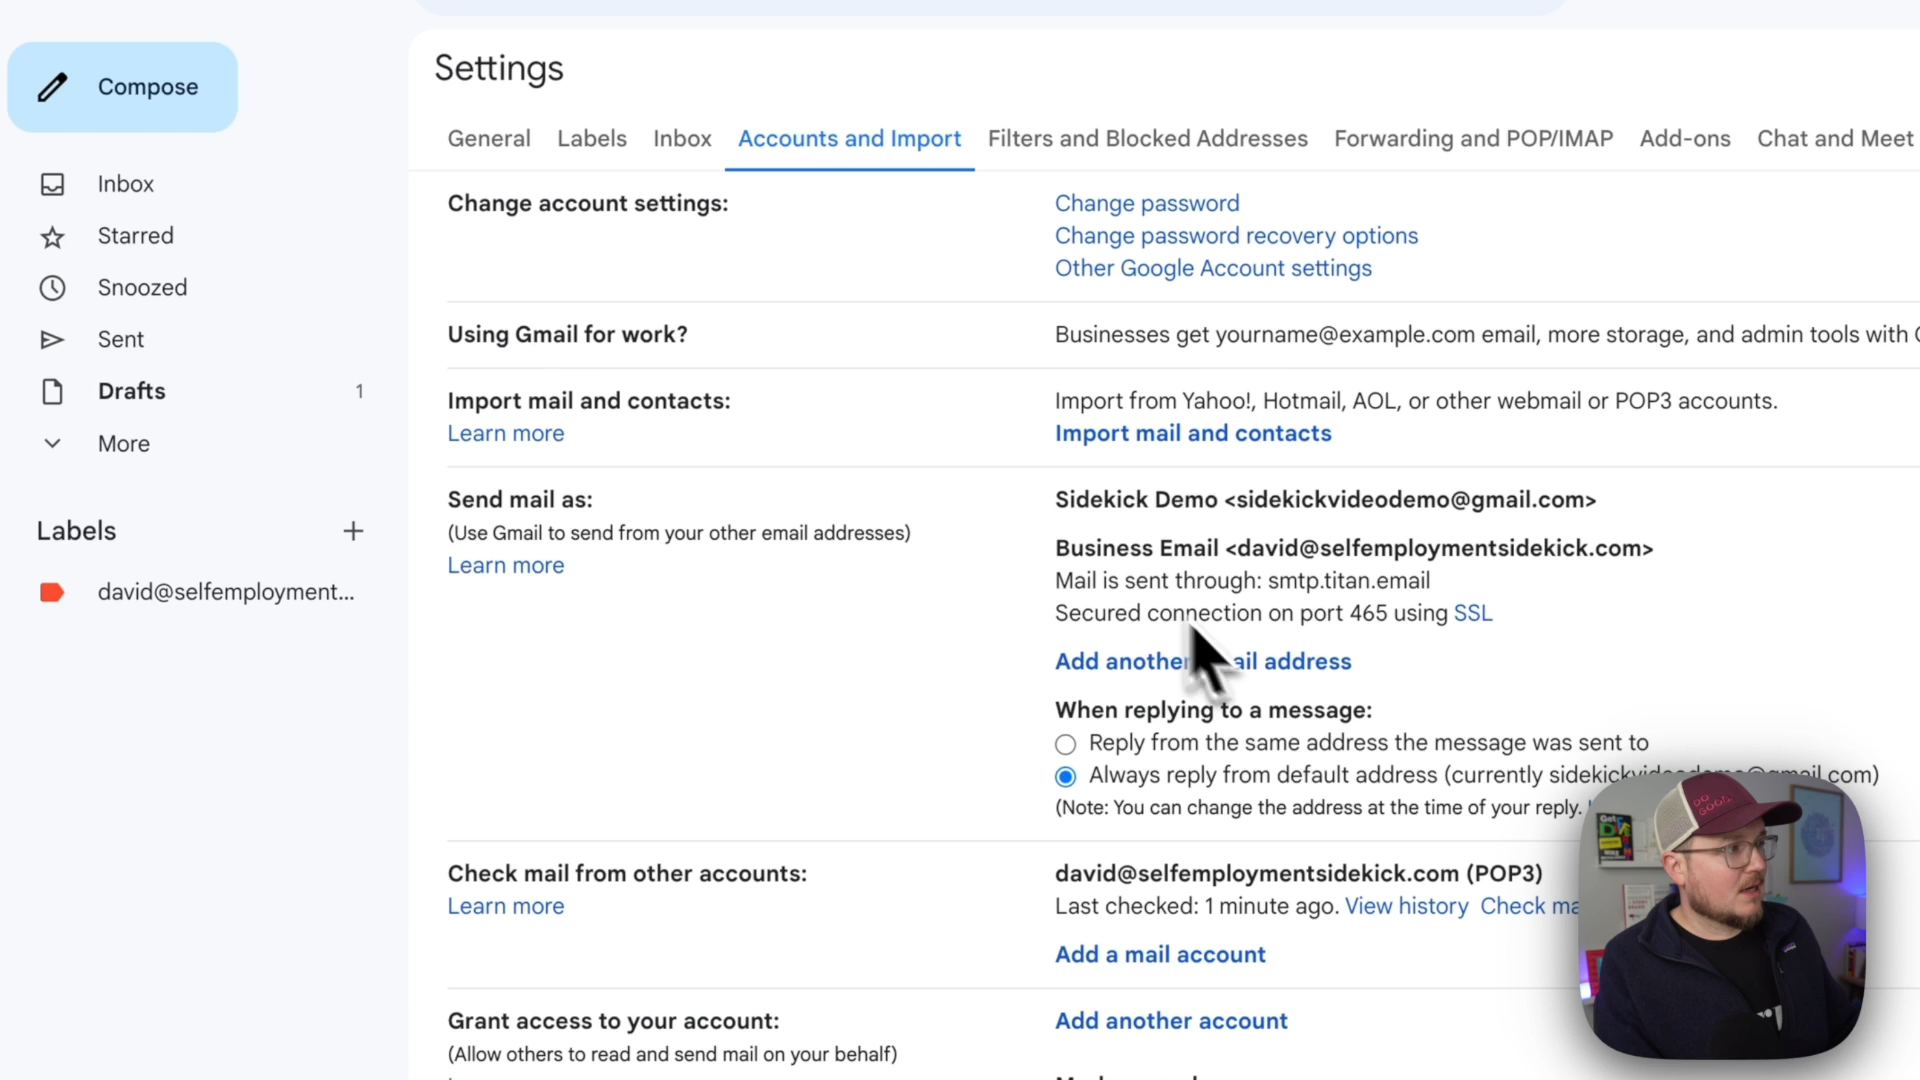 Compose
Inbox
Starred
Snoozed
Sent
Drafts 1
More
Labels +
david@selfemployment...
Settings
General Labels Inbox Accounts and Import Filters and Blocked Addresses Forwarding and POP/IMAP Add-ons Chat and Meet
Change account settings:
Change password
Change password recovery options
Other Google Account settings
Using Gmail for work?
Businesses get yourname@example.com email, more storage, and admin tools with
Import mail and contacts:
Learn more
Import from Yahoo!, Hotmail, AOL, or other webmail or POP3 accounts.
Import mail and contacts
Send mail as:
(Use Gmail to send from your other email addresses)
Learn more
Sidekick Demo <sidekickvideodemo@gmail.com>
Business Email <david@selfemploymentsidekick.com>
Mail is sent through: smtp.titan.email
Secured connection on port 465 using SSL
Add another email address
When replying to a message:
Reply from the same address the message was sent to
Always reply from default address (currently sidekickvideodemo@gmail.com)
(Note: You can change the address at the time of your reply.
Check mail from other accounts:
Learn more
david@selfemploymentsidekick.com (POP3)
Last checked: 1 minute ago. View history Check
Add a mail account
Grant access to your account:
(Allow others to read and send mail on your behalf)
Add another account
DO
GOOD.